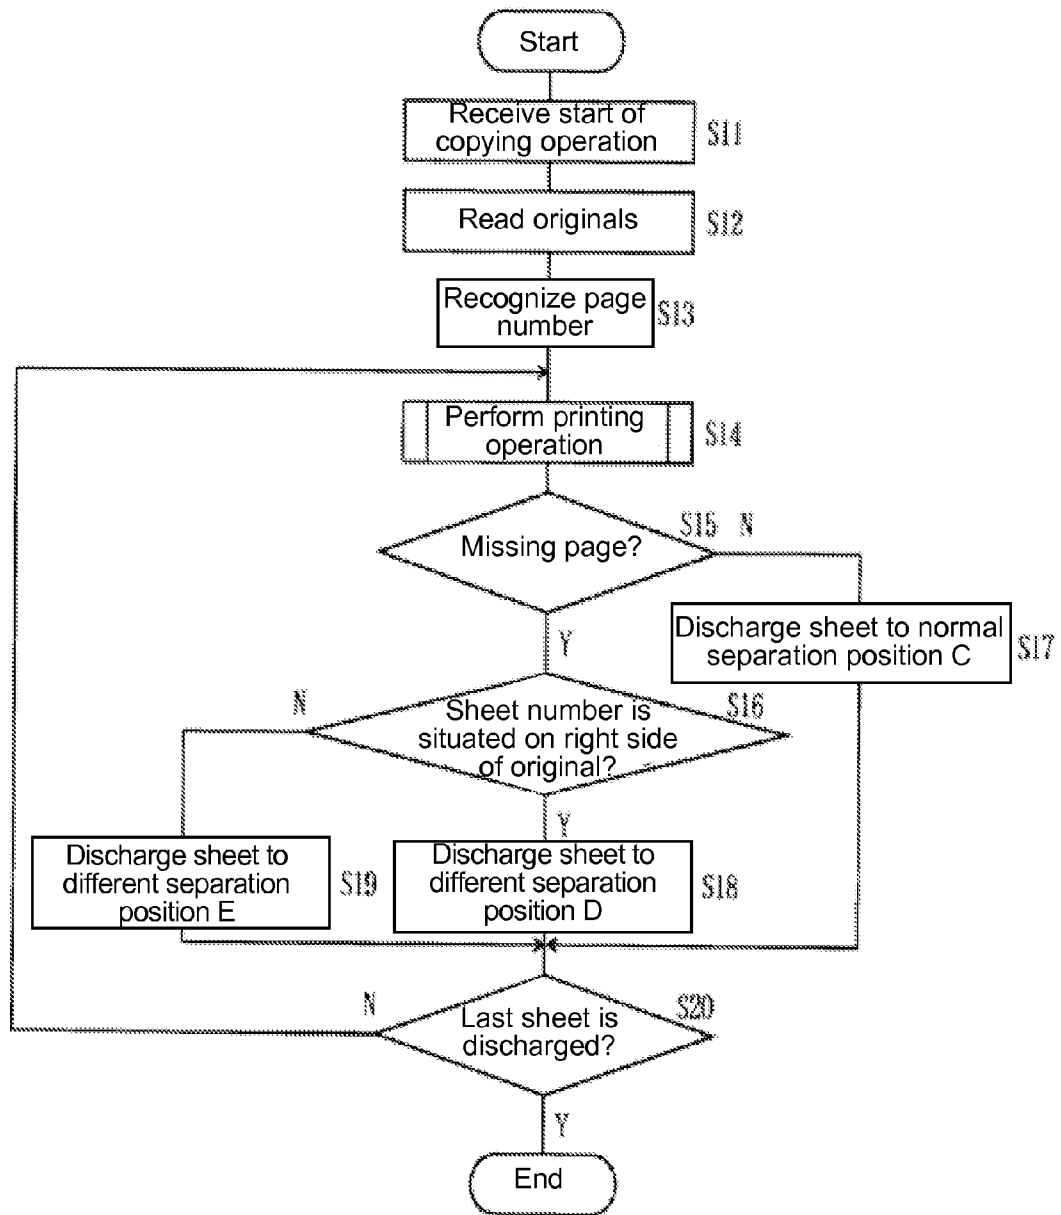 Start
Receive start of
copying operation
S11
Read originals
S12
Recognize page
number
S13
Perform printing
operation
S14
Missing page?
S15
N
Y
Discharge sheet to normal
separation position C
S17
N
Sheet number is
situated on right side
of original?
S16
Y
Discharge sheet to
different separation
position E
S19
Discharge sheet to
different separation
position D
S18
N
Last sheet is
discharged?
S20
Y
End